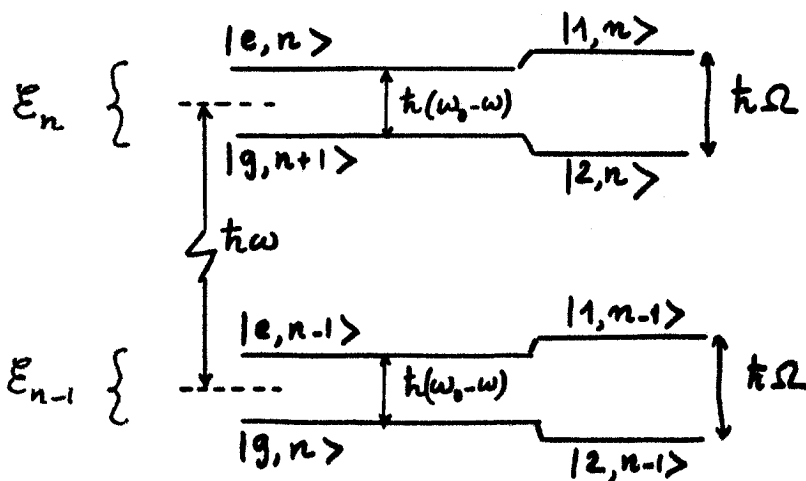 |e,n> |1,n>
ℰₙ { ħ(ω₀-ω) ħΩ
|g,n+1> |2,n>
ħω
|e,n-1> |1,n-1>
ℰₙ₋₁ { ħ(ω₀-ω) ħΩ
|g,n> |2,n-1>